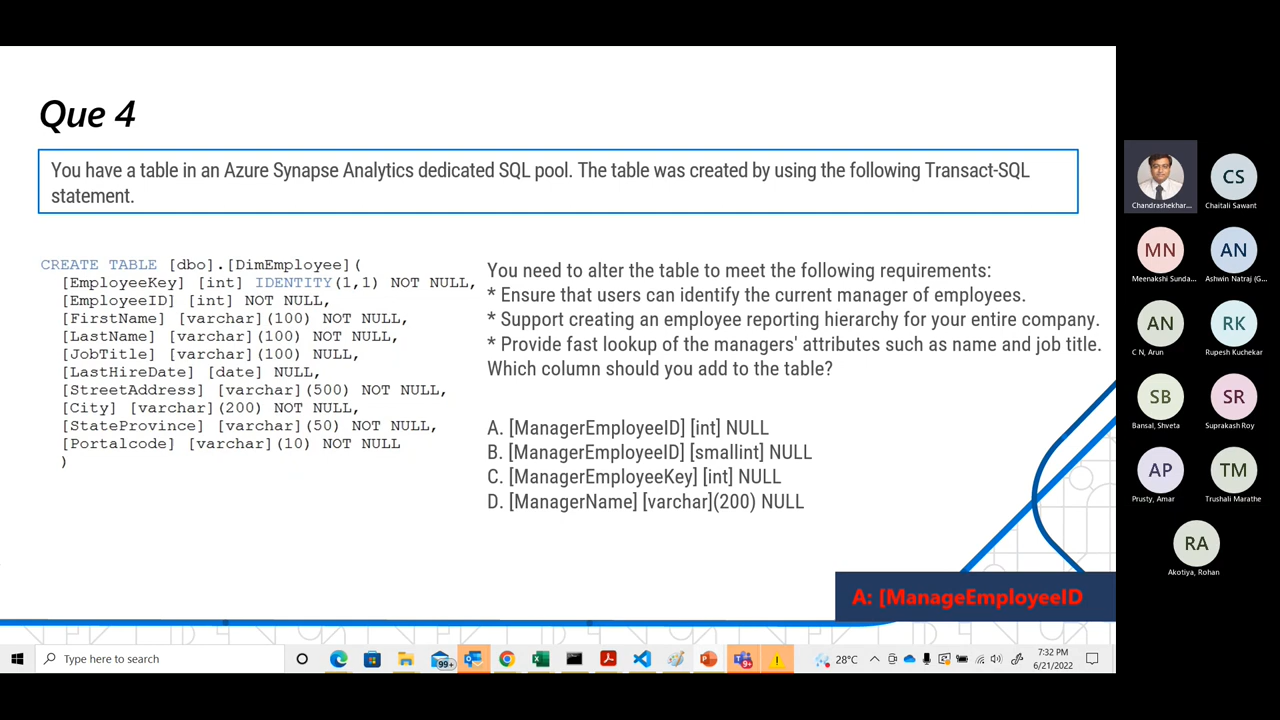 Que 4
You have a table in an Azure Synapse Analytics dedicated SQL pool. The table was created by using the following Transact-SQL
statement.
CREATE TABLE [dbo].[DimEmployee](
[EmployeeKey] [int] IDENTITY(1,1) NOT NULL,
[EmployeeID] [int] NOT NULL,
[FirstName] [varchar](100) NOT NULL,
[LastName] [varchar](100) NOT NULL,
[JobTitle] [varchar](100) NULL,
[LastHireDate] [date] NULL,
[StreetAddress] [varchar](500) NOT NULL,
[City] [varchar](200) NOT NULL,
[StateProvince] [varchar](50) NOT NULL,
[Portalcode] [varchar](10) NOT NULL
)
You need to alter the table to meet the following requirements:
* Ensure that users can identify the current manager of employees.
* Support creating an employee reporting hierarchy for your entire company.
* Provide fast lookup of the managers' attributes such as name and job title.
Which column should you add to the table?
A. [ManagerEmployeeID] [int] NULL
B. [ManagerEmployeeID] [smallint] NULL
C. [ManagerEmployeeKey] [int] NULL
D. [ManagerName] [varchar](200) NULL
A: [ManageEmployeeID
Chandrashekhar...
CS
Chaitali Sawant
MN
Meenakshi Sunda...
AN
Ashwin Natraj (G...
AN
C N, Arun
RK
Rupesh Kuchekar
SB
Bansal, Shveta
SR
Suprakash Roy
AP
Prusty, Amar
TM
Trushali Marathe
RA
Akotiya, Rohan
Type here to search
99+
9+
28°C
7:32 PM
6/21/2022